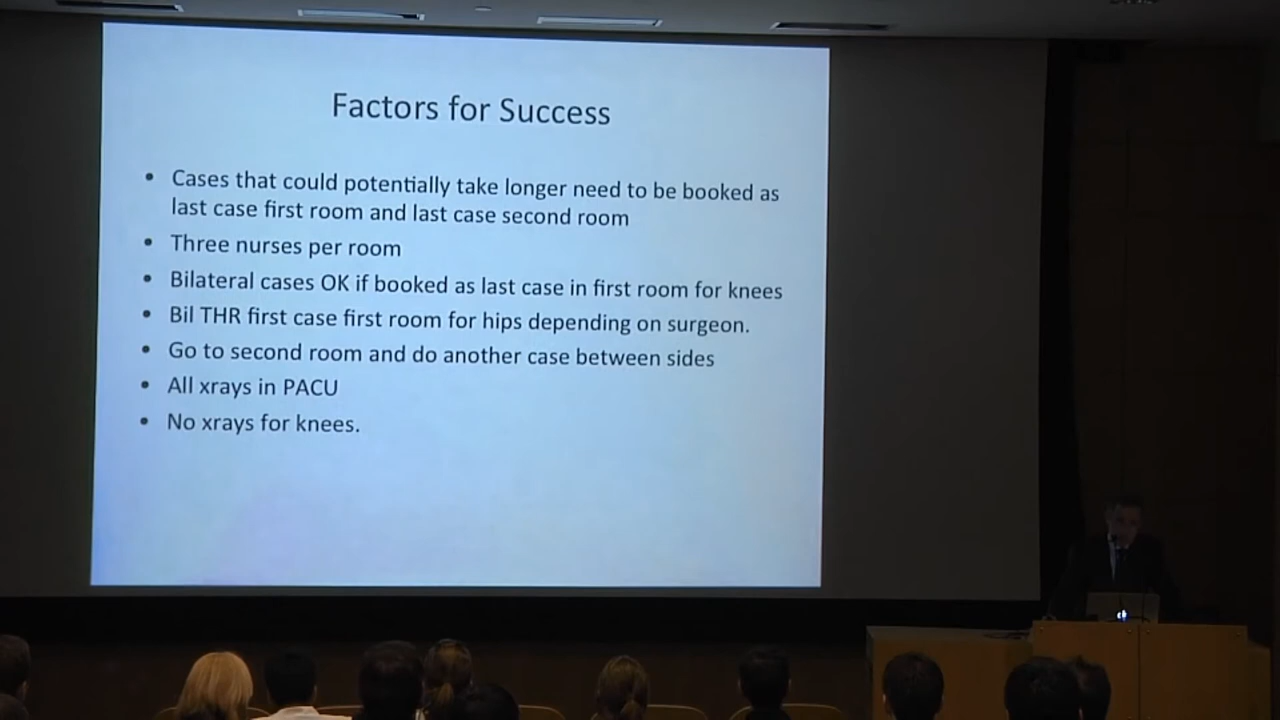 Factors for Success
• Cases that could potentially take longer need to be booked as
last case first room and last case second room
• Three nurses per room
• Bilateral cases OK if booked as last case in first room for knees
• Bil THR first case first room for hips depending on surgeon.
• Go to second room and do another case between sides
• All xrays in PACU
• No xrays for knees.